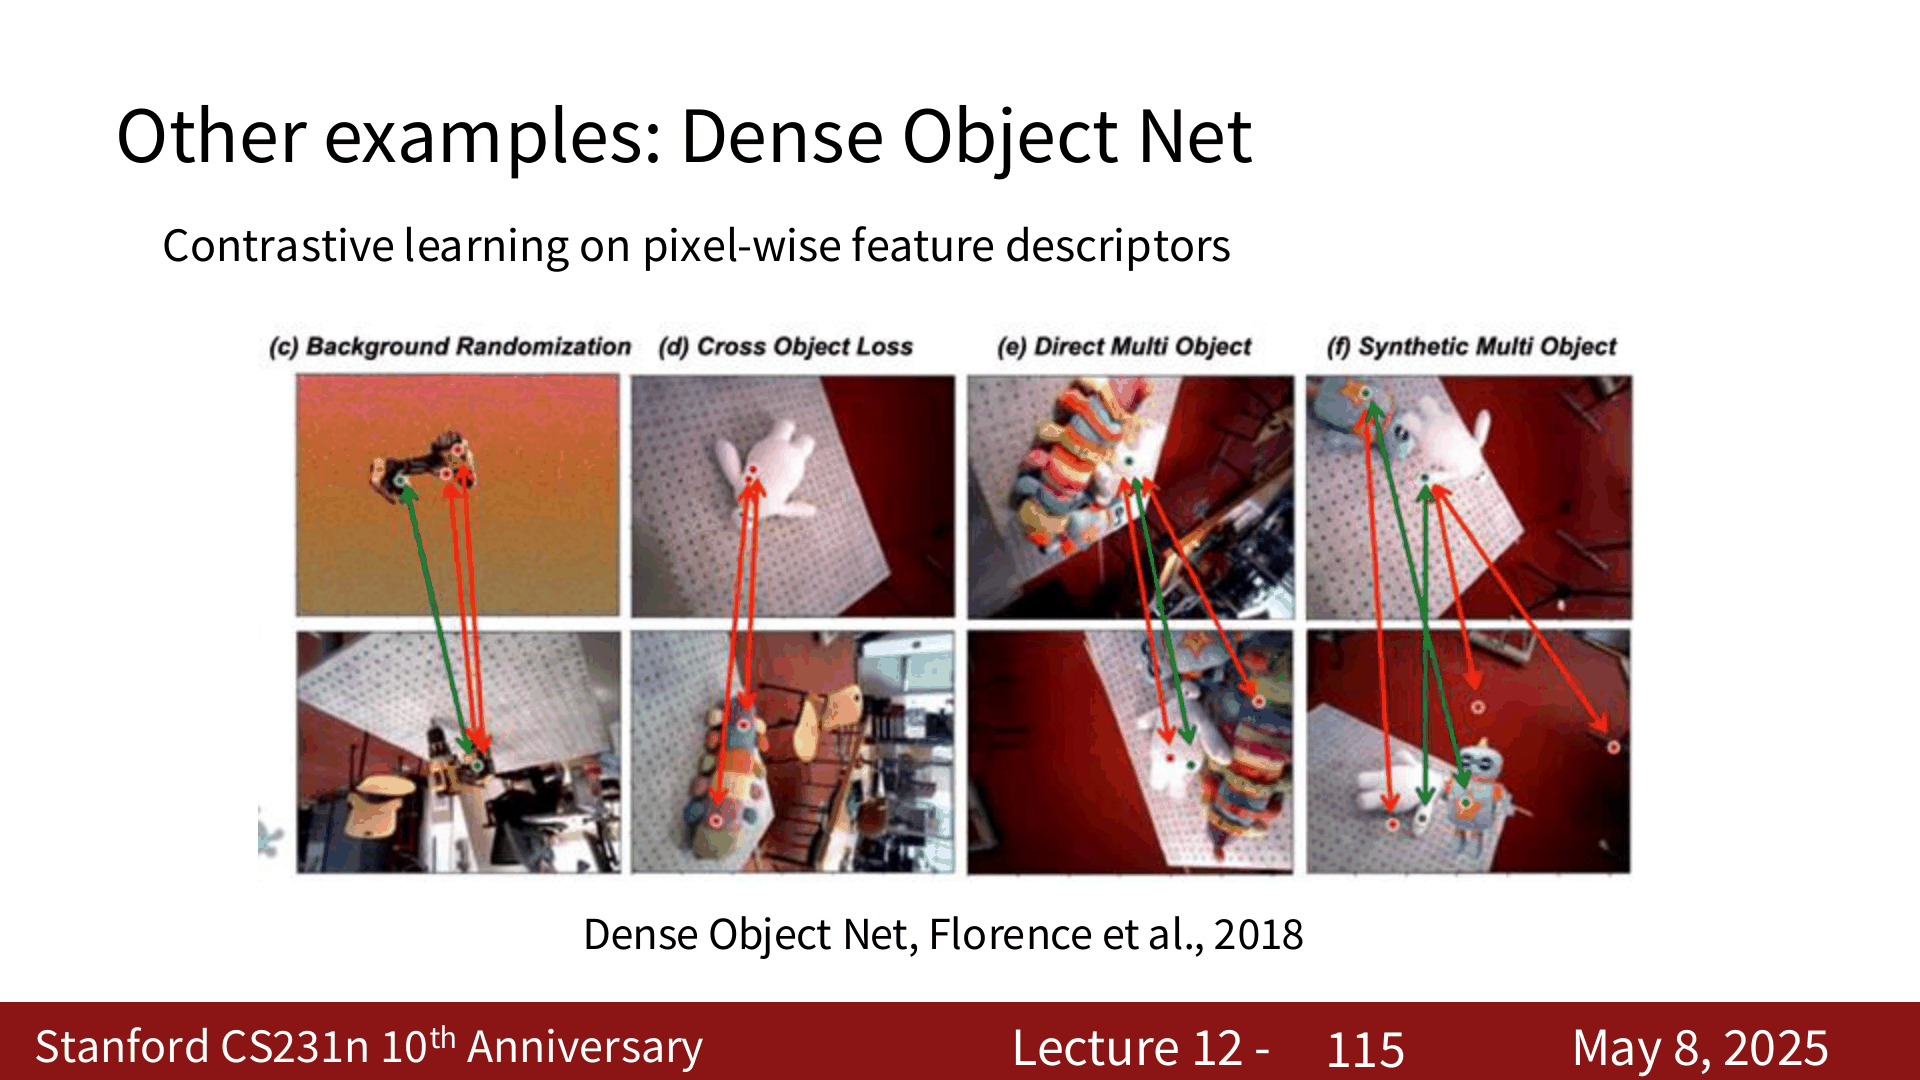 Other examples: Dense Object Net
Contrastive learning on pixel-wise feature descriptors
(c) Background Randomization (d) Cross Object Loss (e) Direct Multi Object (f) Synthetic Multi Object
Dense Object Net, Florence et al., 2018
Stanford CS231n 10th Anniversary Lecture 12 - 115 May 8, 2025